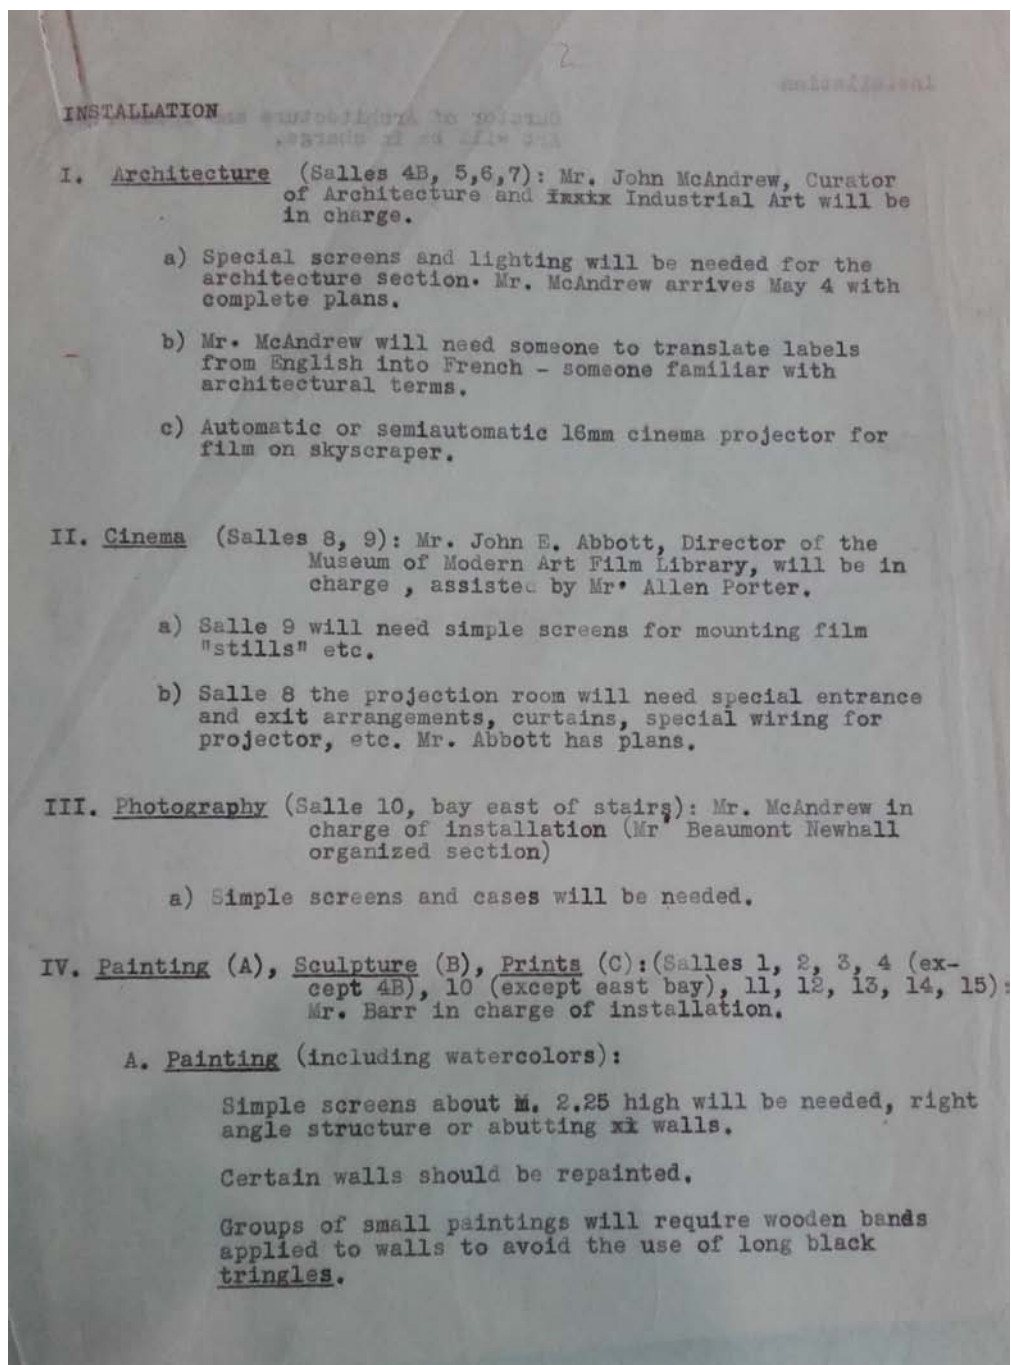 2
INSTALLATION
I. Architecture (Salles 4B, 5,6,7): Mr. John McAndrew, Curator
of Architecture and Inxtx Industrial Art will be
in charge.
a) Special screens and lighting will be needed for the
architecture section. Mr. McAndrew arrives May 4 with
complete plans.
b) Mr. McAndrew will need someone to translate labels
from English into French - someone familiar with
architectural terms.
c) Automatic or semiautomatic 16mm cinema projector for
film on skyscraper.
II. Cinema (Salles 8, 9): Mr. John E. Abbott, Director of the
Museum of Modern Art Film Library, will be in
charge , assisted by Mr. Allen Porter.
a) Salle 9 will need simple screens for mounting film
"stills" etc.
b) Salle 8 the projection room will need special entrance
and exit arrangements, curtains, special wiring for
projector, etc. Mr. Abbott has plans.
III. Photography (Salle 10, bay east of stairs): Mr. McAndrew in
charge of installation (Mr. Beaumont Newhall
organized section)
a) Simple screens and cases will be needed.
IV. Painting (A), Sculpture (B), Prints (C):(Salles 1, 2, 3, 4 (ex-
cept 4B), 10 (except east bay), 11, 12, 13, 14, 15):
Mr. Barr in charge of installation.
A. Painting (including watercolors):
Simple screens about M. 2.25 high will be needed, right
angle structure or abutting walls.
Certain walls should be repainted.
Groups of small paintings will require wooden bands
applied to walls to avoid the use of long black
tringles.